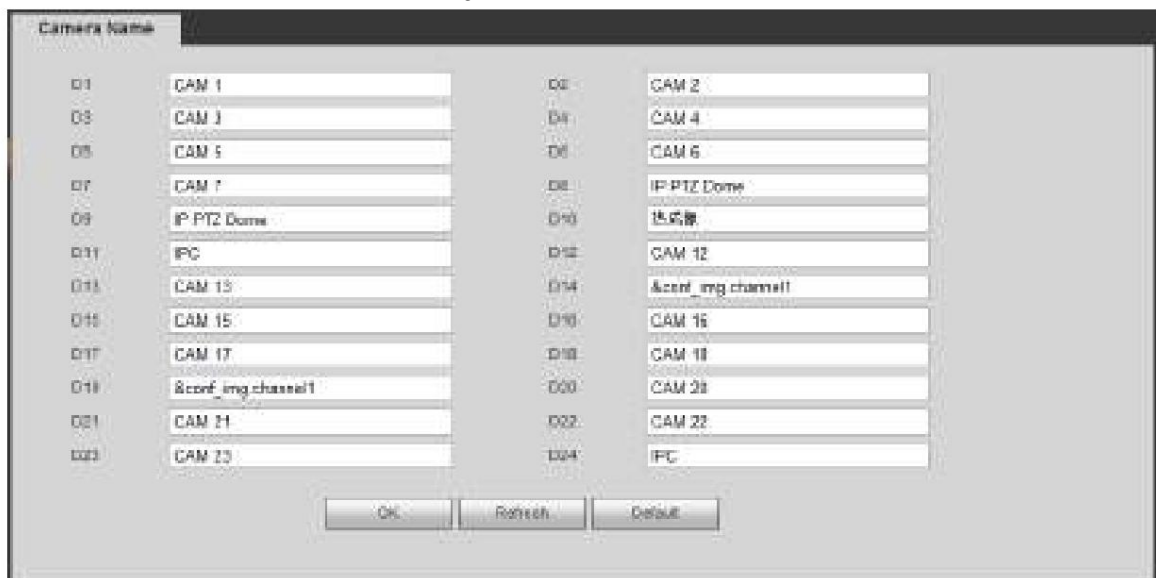 Camera Name
D1 CAM 1 D2 CAM 2
D3 CAM 3 D4 CAM 4
D5 CAM 5 D6 CAM 6
D7 CAM 7 D8 IP PTZ Dome
D9 IP PTZ Dome D10 热成像
D11 IPC D12 CAM 12
D13 CAM 13 D14 &conf_img.channel1
D15 CAM 15 D16 CAM 16
D17 CAM 17 D18 CAM 18
D19 &conf_img.channel1 D20 CAM 20
D21 CAM 21 D22 CAM 22
D23 CAM 23 D24 IPC
OK Refresh Default